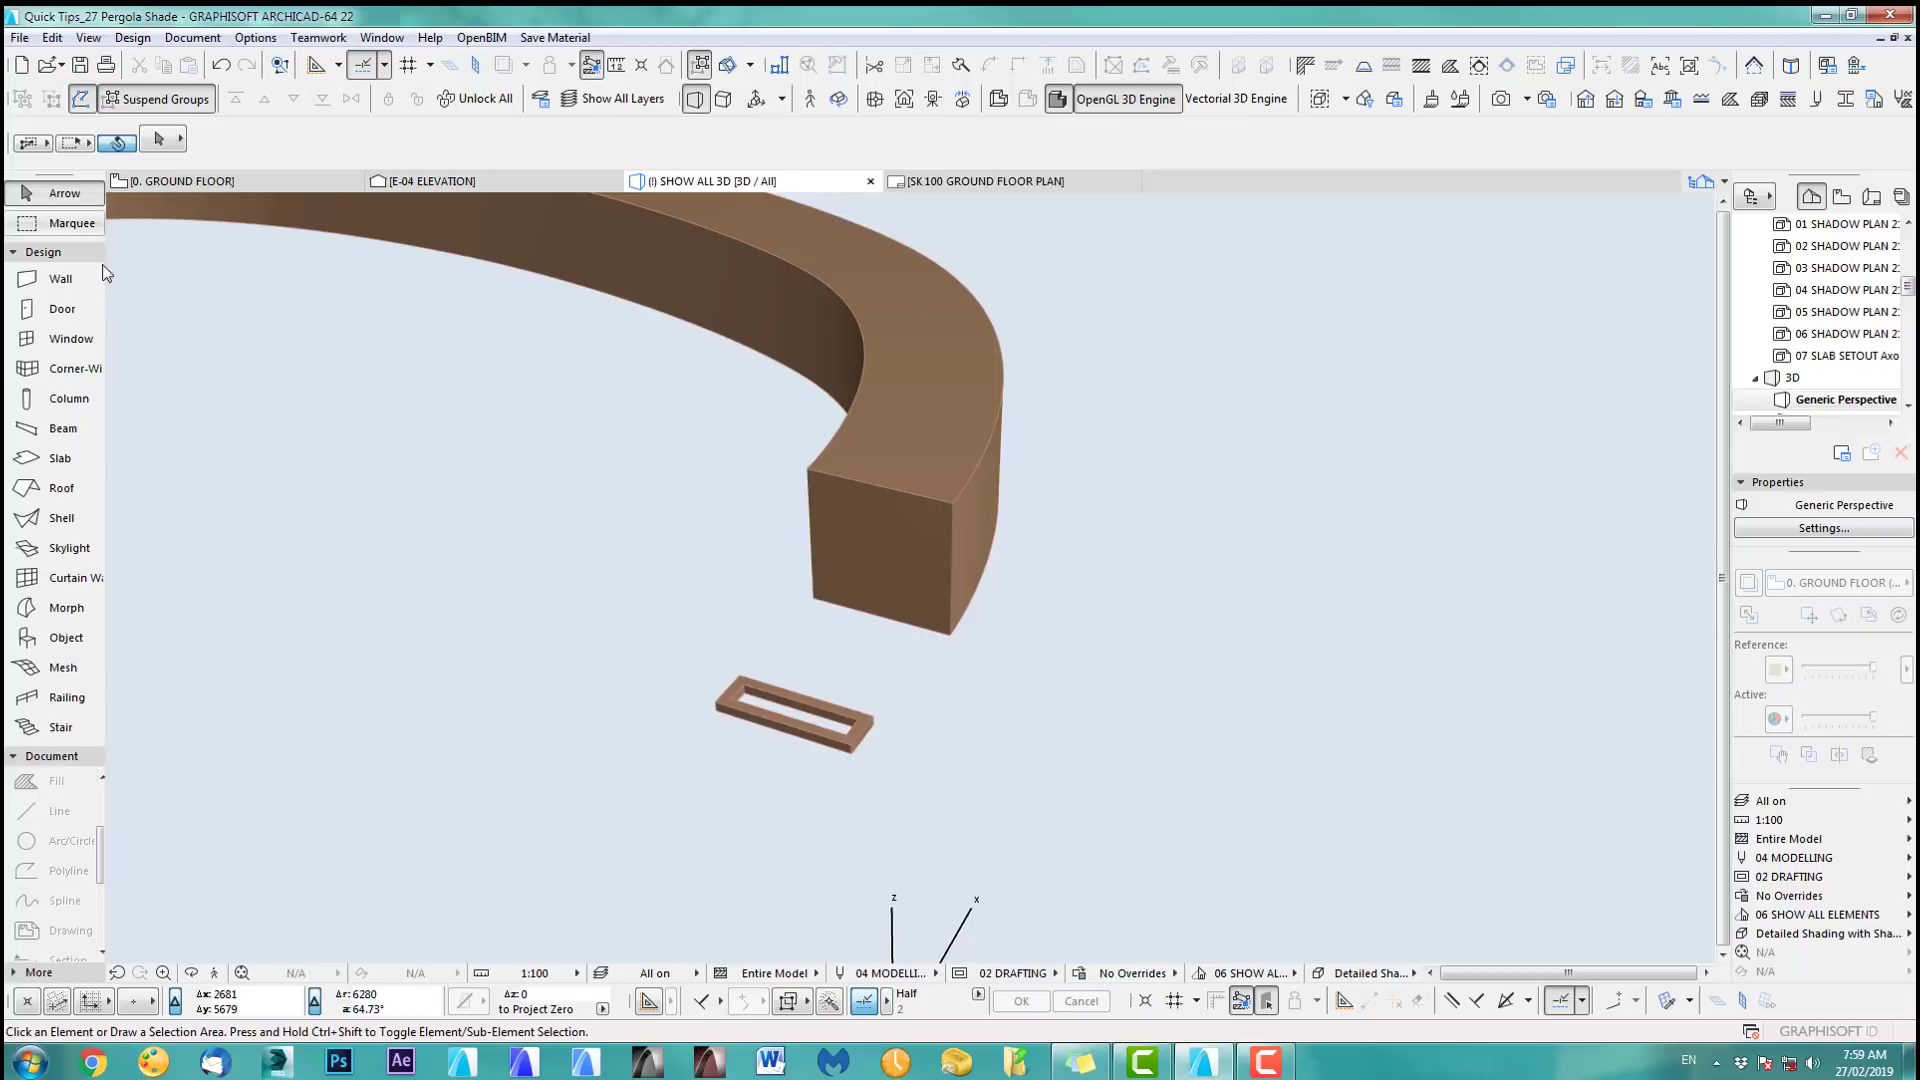 Quick Tips_27 Pergola Shade - GRAPHISOFT ARCHICAD-64 22
File Edit View Design Document Options Teamwork Window Help OpenBIM Save Material
Suspend Groups Unlock All Show All Layers OpenGL 3D Engine Vectorial 3D Engine
[0. GROUND FLOOR] [E-04 ELEVATION] (!) SHOW ALL 3D [3D / All] [SK 100 GROUND FLOOR PLAN]
Arrow
Marquee
Design
Wall
Door
Window
Corner-Wi
Column
Beam
Slab
Roof
Shell
Skylight
Curtain Wa
Morph
Object
Mesh
Railing
Stair
Document
Fill
Line
Arc/Circle
Polyline
Spline
Drawing
Section
More
z
x
01 SHADOW PLAN 2
02 SHADOW PLAN 2
03 SHADOW PLAN 2
04 SHADOW PLAN 2
05 SHADOW PLAN 2
06 SHADOW PLAN 2
07 SLAB SETOUT Axo
3D
Generic Perspective
Properties
Generic Perspective
Settings...
0. GROUND FLOOR (...
Reference:
Active:
All on
1:100
Entire Model
04 MODELLING
02 DRAFTING
No Overrides
06 SHOW ALL ELEMENTS
Detailed Shading with Sha...
N/A
N/A
N/A N/A 1:100 All on Entire Model 04 MODELLI... 02 DRAFTING No Overrides 06 SHOW AL... Detailed Sha...
Δx: 2681
Δy: 5679
Δr: 6280
a: 64.73°
Δz: 0
to Project Zero
Half
2
OK Cancel
Click an Element or Draw a Selection Area. Press and Hold Ctrl+Shift to Toggle Element/Sub-Element Selection.
GRAPHISOFT ID
Ps Ae W
EN
7:59 AM
27/02/2019